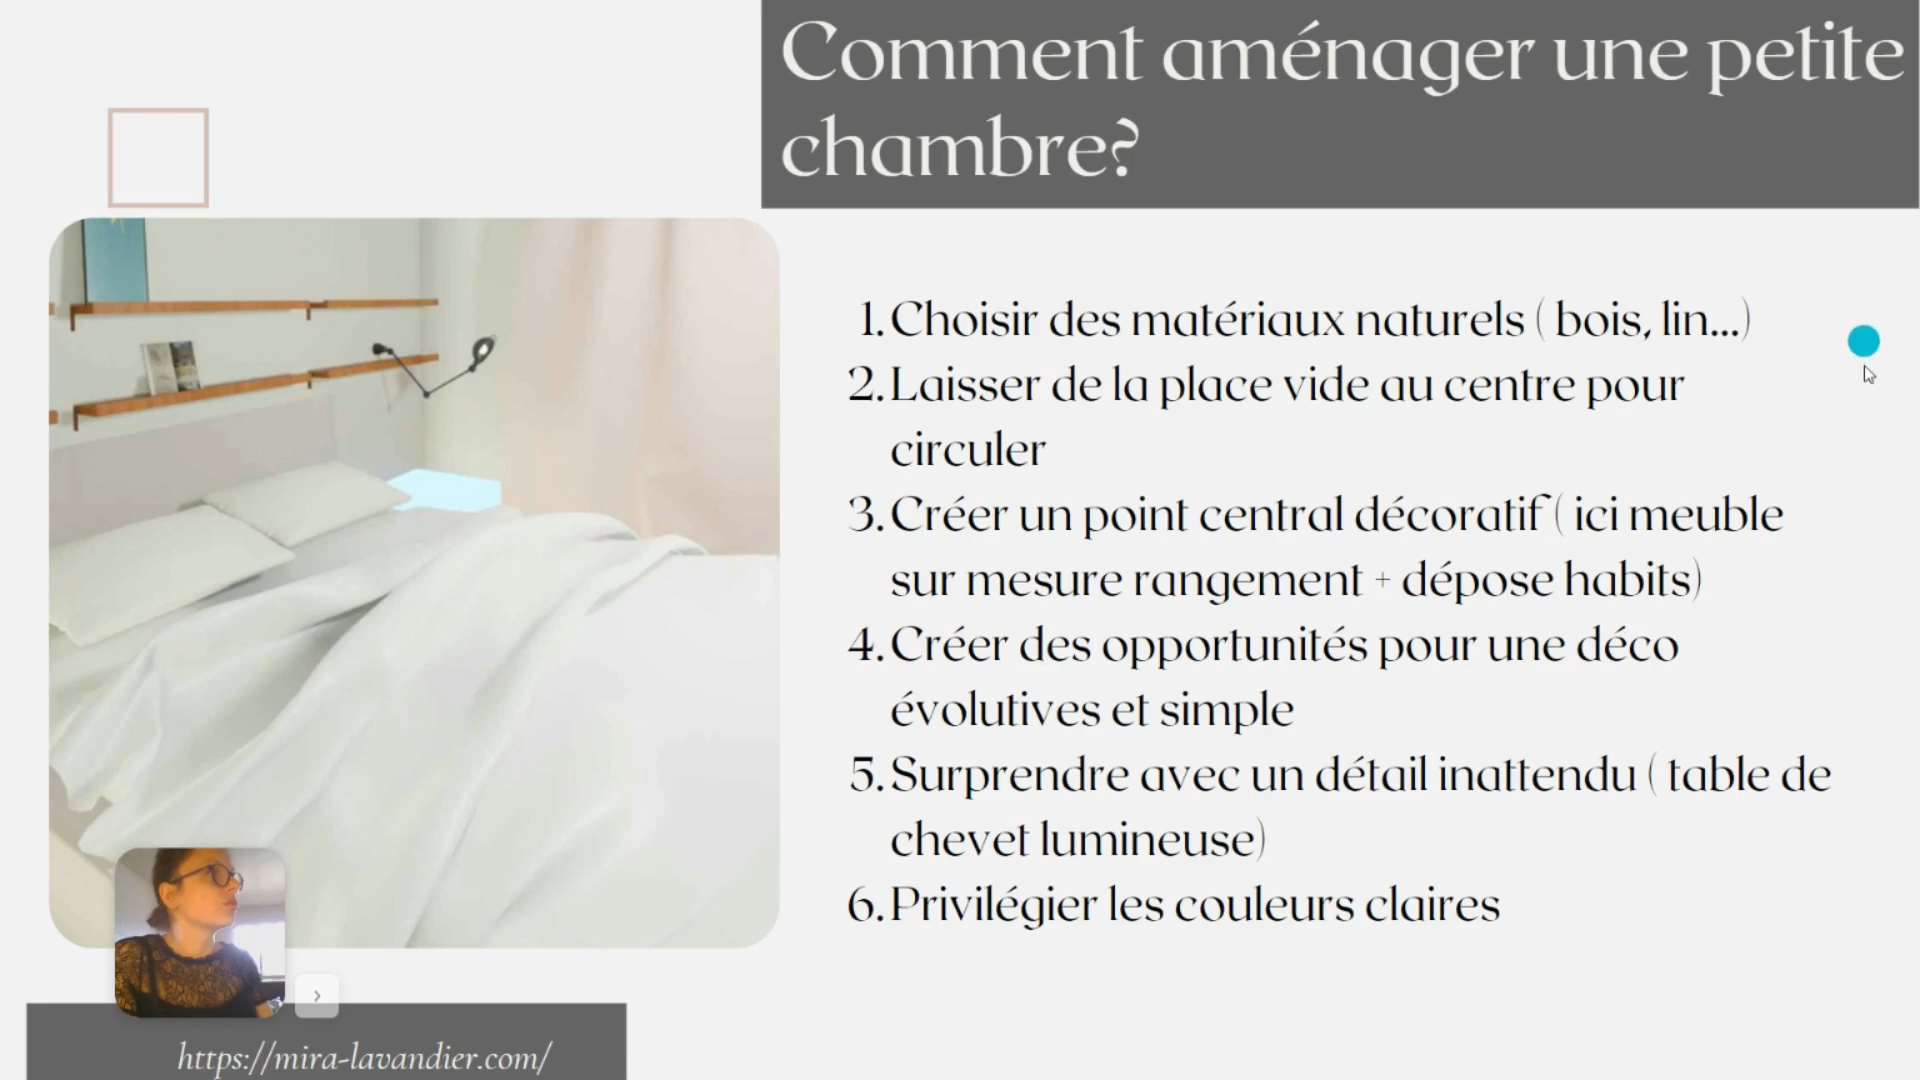 Comment aménager une petite
chambre?
1. Choisir des matériaux naturels ( bois, lin...)
2. Laisser de la place vide au centre pour
circuler
3. Créer un point central décoratif ( ici meuble
sur mesure rangement + dépose habits)
4. Créer des opportunités pour une déco
évolutives et simple
5. Surprendre avec un détail inattendu ( table de
chevet lumineuse)
6. Privilégier les couleurs claires
https://mira-lavandier.com/